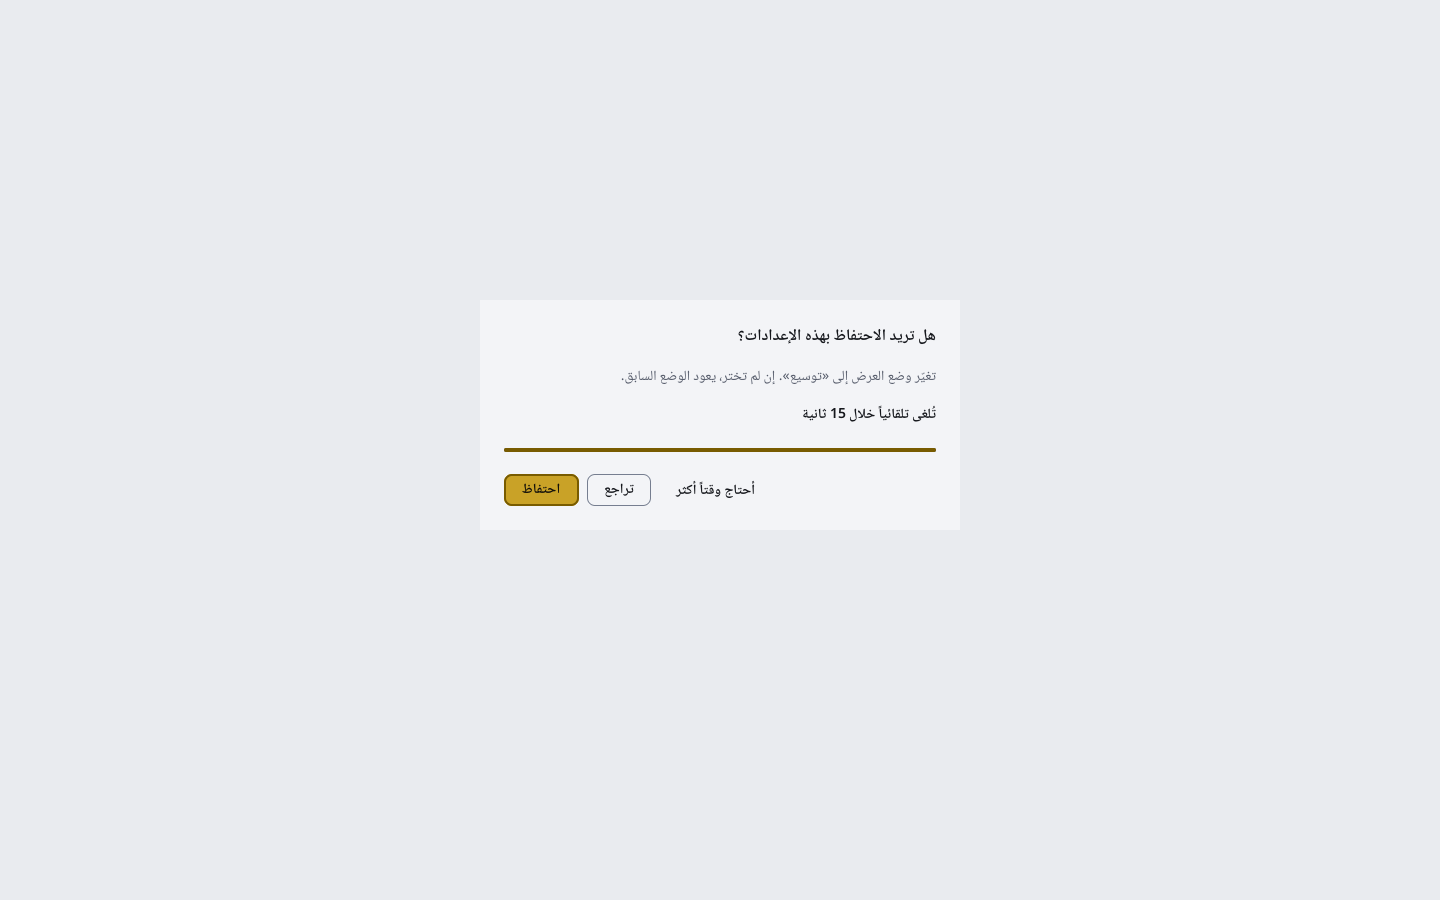 هل تريد الاحتفاظ بهذه الإعدادات؟
تغيّر وضع العرض إلى «توسيع». إن لم تختر، يعود الوضع السابق.
تُلغى تلقائياً خلال 15 ثانية
أحتاج وقتاً أكثر
تراجع
احتفاظ